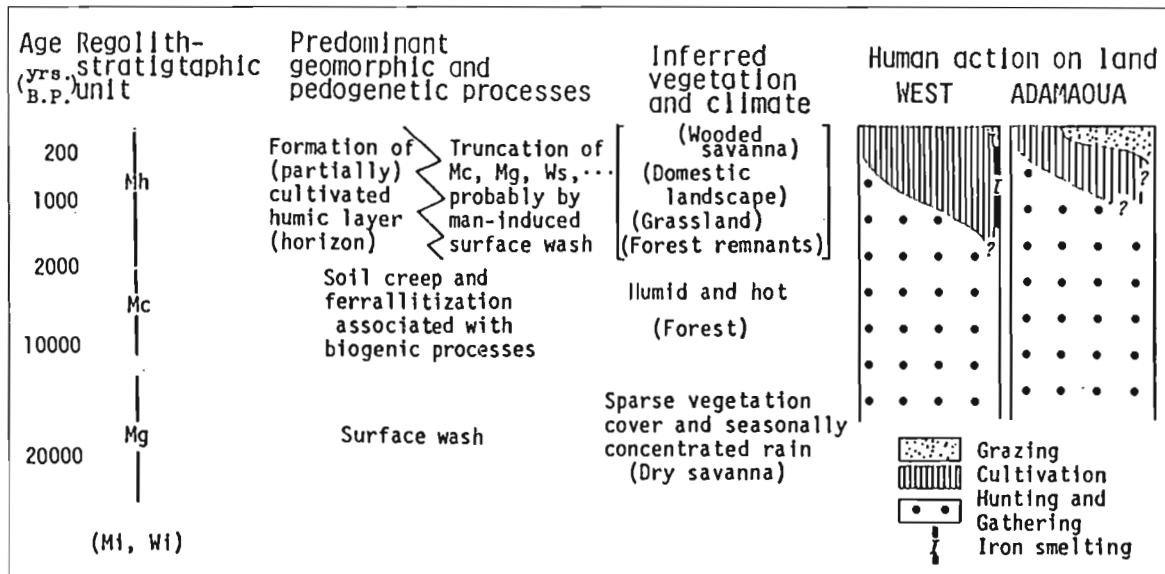 Age Regolith-
(yrs. B.P.) stratigtaphic
unit
Predominant
geomorphic and
pedogenetic processes
Inferred
vegetation
and climate
Human action on land
WEST ADAMAOUA
200
1000
2000
10000
20000
Mh
Mc
Mg
(Mi, Wi)
Formation of
(partially)
cultivated
humic layer
(horizon)
Truncation of
Mc, Mg, Ws,...
probably by
man-induced
surface wash
Soil creep and
ferrallitization
associated with
biogenic processes
Surface wash
(Wooded
savanna)
(Domestic
landscape)
(Grassland)
(Forest remnants)
Humid and hot
(Forest)
Sparse vegetation
cover and seasonally
concentrated rain
(Dry savanna)
I
?
?
?
Grazing
Cultivation
Hunting and
Gathering
I Iron smelting